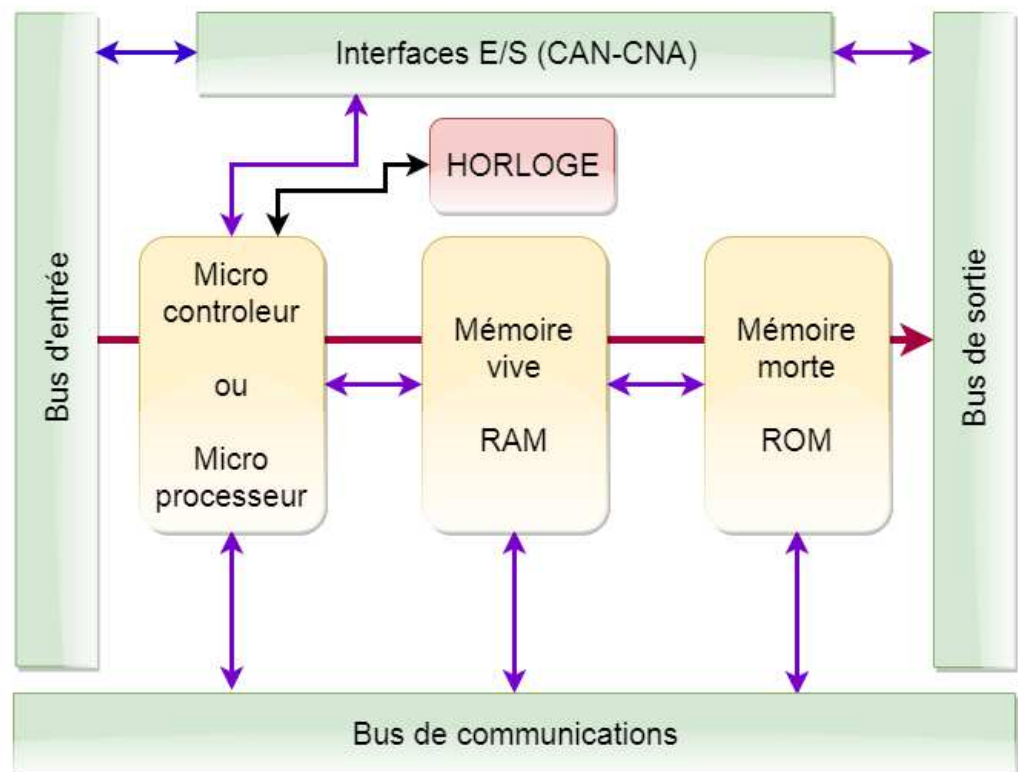 Interfaces E/S (CAN-CNA)
HORLOGE
Bus d'entrée
Micro
controleur
ou
Micro
processeur
Mémoire
vive
RAM
Mémoire
morte
ROM
Bus de sortie
Bus de communications